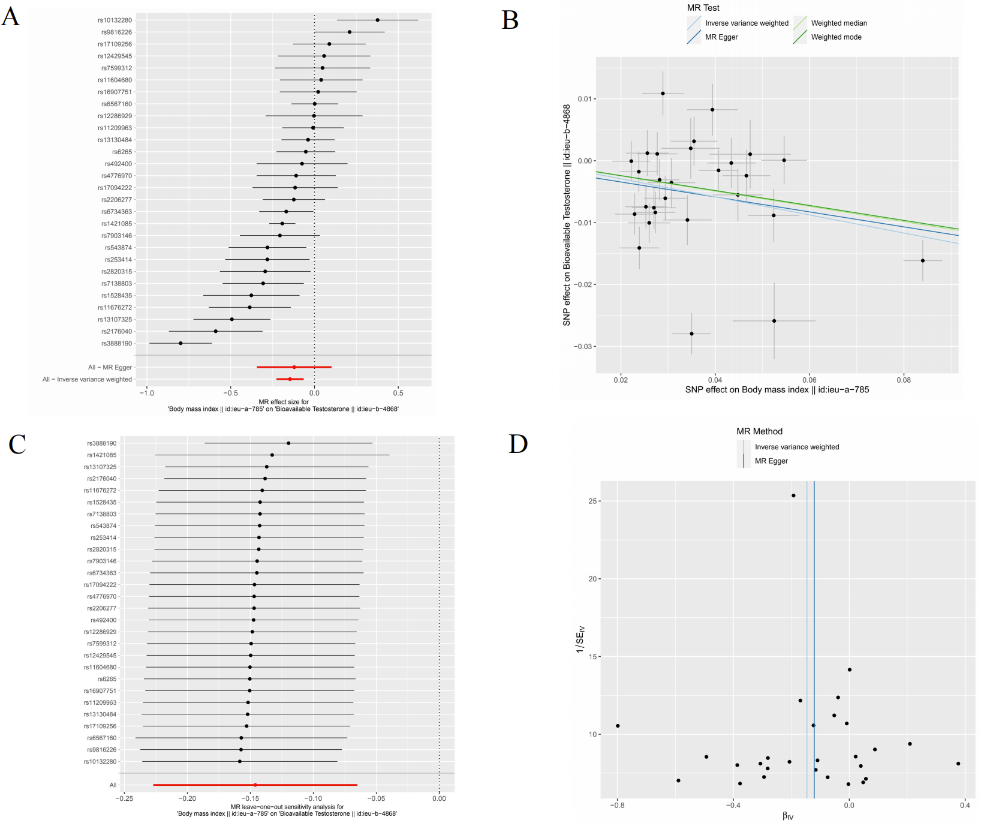 A
rs10132280
rs9816226
rs17109256
rs12429545
rs7599312
rs11604680
rs16907751
rs6567160
rs12286929
rs11209963
rs13130484
rs6265
rs492400
rs4776970
rs17094222
rs2206277
rs6734363
rs1421085
rs7903146
rs543874
rs253414
rs2820315
rs7138803
rs1528435
rs11676272
rs13107325
rs2176040
rs3888190
All − MR Egger
All − Inverse variance weighted
−1.0 −0.5 0.0 0.5
MR effect size for
'Body mass index || id:ieu−a−785' on 'Bioavailable Testosterone || id:ieu−b−4868'
B
MR Test
Inverse variance weighted Weighted median
MR Egger Weighted mode
SNP effect on Bioavailable Testosterone || id:ieu−b−4868
0.01
0.00
−0.01
−0.02
−0.03
0.02 0.04 0.06 0.08
SNP effect on Body mass index || id:ieu−a−785
C
rs3888190
rs1421085
rs13107325
rs2176040
rs11676272
rs1528435
rs7138803
rs543874
rs253414
rs2820315
rs7903146
rs6734363
rs17094222
rs4776970
rs2206277
rs492400
rs12286929
rs7599312
rs12429545
rs11604680
rs6265
rs16907751
rs11209963
rs13130484
rs17109256
rs6567160
rs9816226
rs10132280
All
−0.25 −0.20 −0.15 −0.10 −0.05 0.00
MR leave−one−out sensitivity analysis for
'Body mass index || id:ieu−a−785' on 'Bioavailable Testosterone || id:ieu−b−4868'
D
MR Method
Inverse variance weighted
MR Egger
1/SE_IV
25
20
15
10
−0.8 −0.4 0.0 0.4
β_IV